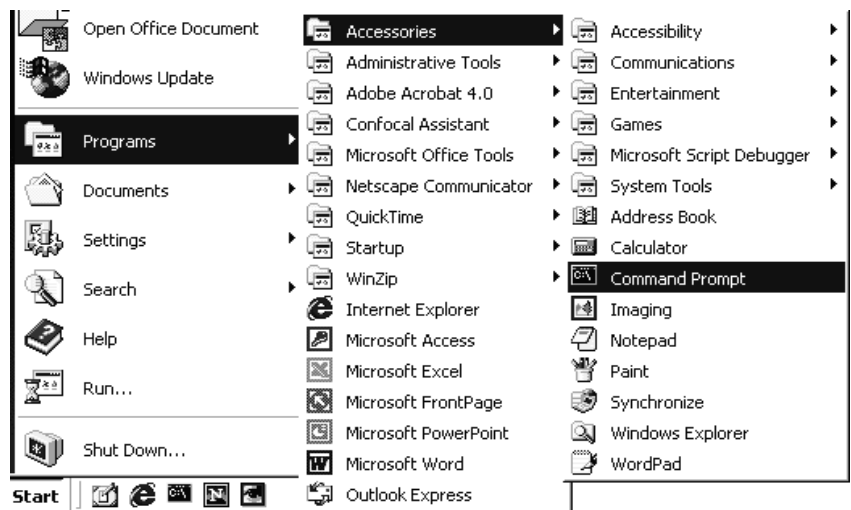 Open Office Document
Windows Update
Programs
Documents
Settings
Search
Help
Run...
Shut Down...
Start
Accessories
Administrative Tools
Adobe Acrobat 4.0
Confocal Assistant
Microsoft Office Tools
Netscape Communicator
QuickTime
Startup
WinZip
Internet Explorer
Microsoft Access
Microsoft Excel
Microsoft FrontPage
Microsoft PowerPoint
Microsoft Word
Outlook Express
Accessibility
Communications
Entertainment
Games
Microsoft Script Debugger
System Tools
Address Book
Calculator
Command Prompt
Imaging
Notepad
Paint
Synchronize
Windows Explorer
WordPad